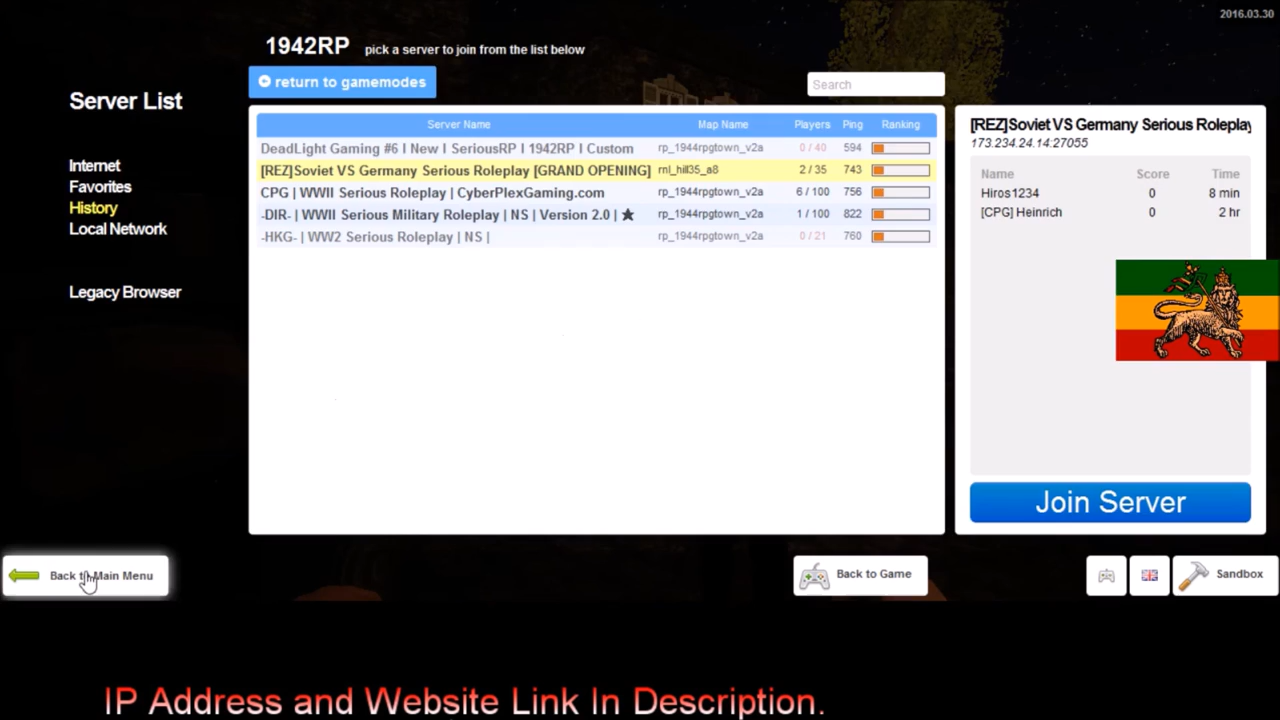 2016.03.30
1942RP pick a server to join from the list below
return to gamemodes
Search
Server List
Internet
Favorites
History
Local Network
Legacy Browser
Server Name Map Name Players Ping Ranking
DeadLight Gaming #6 I New I SeriousRP I 1942RP I Custom rp_1944rpgtown_v2a 0 / 40 594
[REZ]Soviet VS Germany Serious Roleplay [GRAND OPENING] rnl_hill35_a8 2 / 35 743
CPG | WWII Serious Roleplay | CyberPlexGaming.com rp_1944rpgtown_v2a 6 / 100 756
-DIR- | WWII Serious Military Roleplay | NS | Version 2.0 | ★ rp_1944rpgtown_v2a 1 / 100 822
-HKG- | WW2 Serious Roleplay | NS | rp_1944rpgtown_v2a 0 / 21 760
[REZ]Soviet VS Germany Serious Roleplay
173.234.24.14:27055
Name Score Time
Hiros1234 0 8 min
[CPG] Heinrich 0 2 hr
Join Server
Back to Main Menu
Back to Game
Sandbox
IP Address and Website Link In Description.